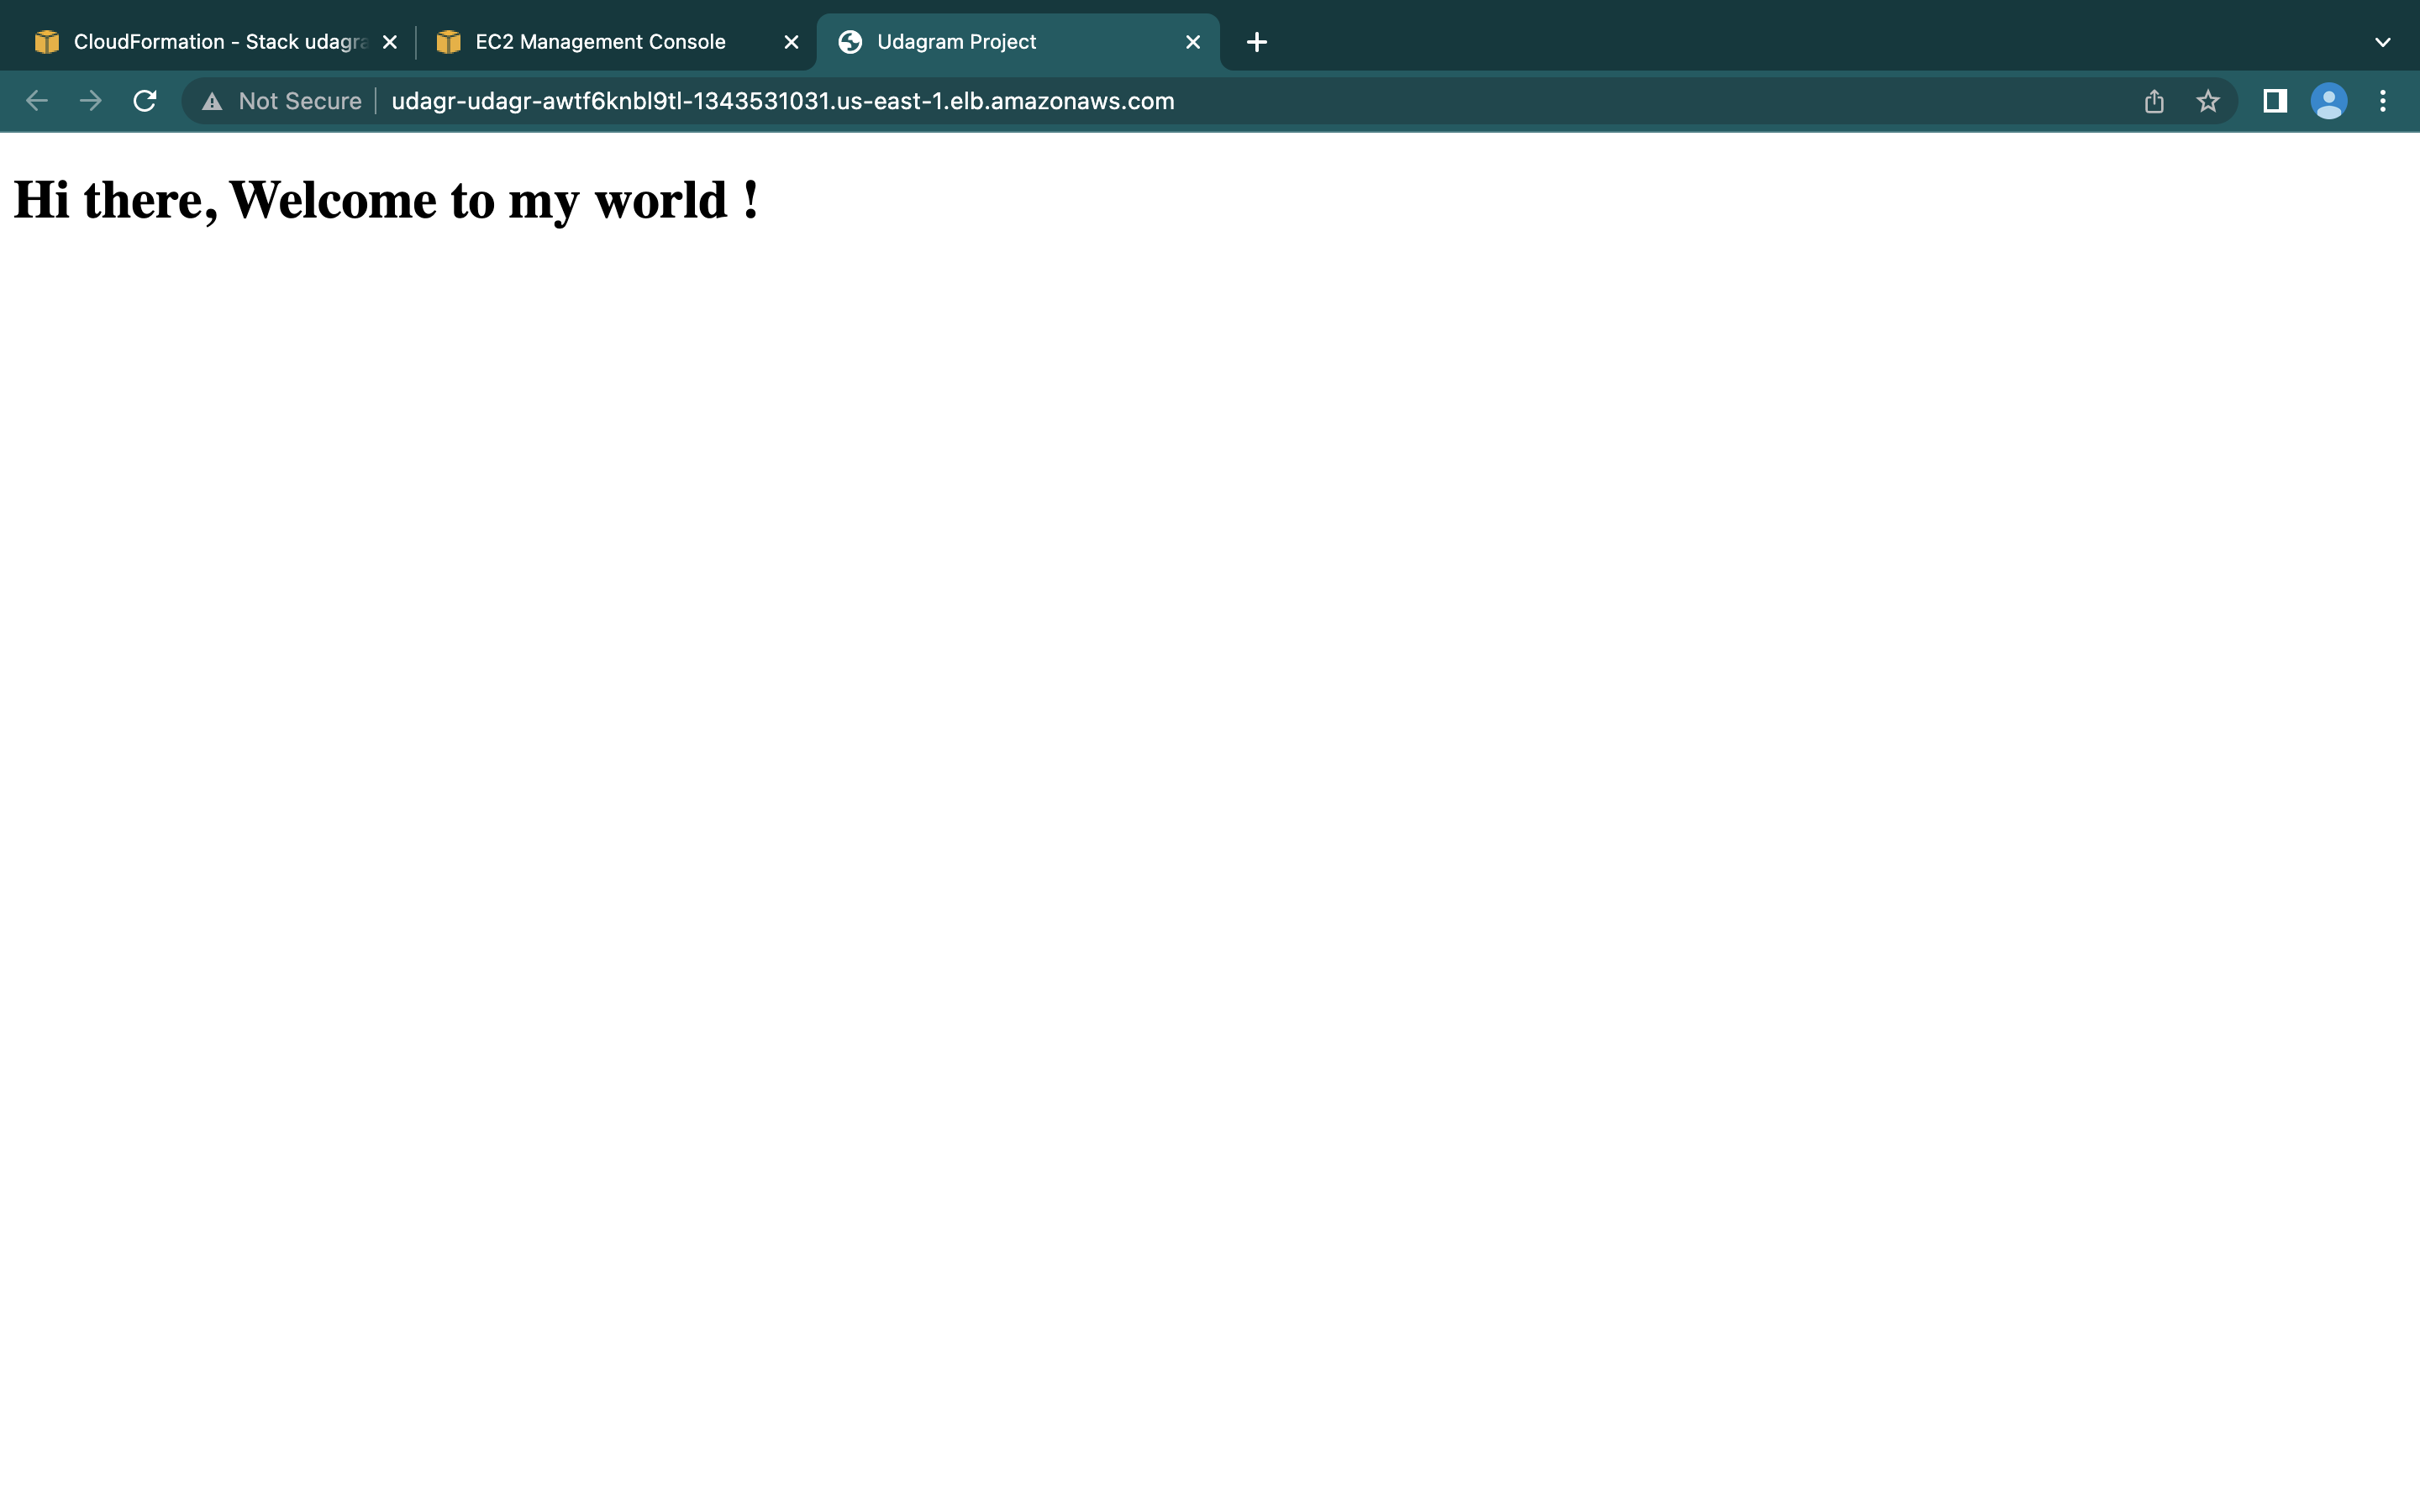 CloudFormation - Stack udagra
EC2 Management Console
Udagram Project
Not Secure
udagr-udagr-awtf6knbl9tl-1343531031.us-east-1.elb.amazonaws.com
Hi there, Welcome to my world !